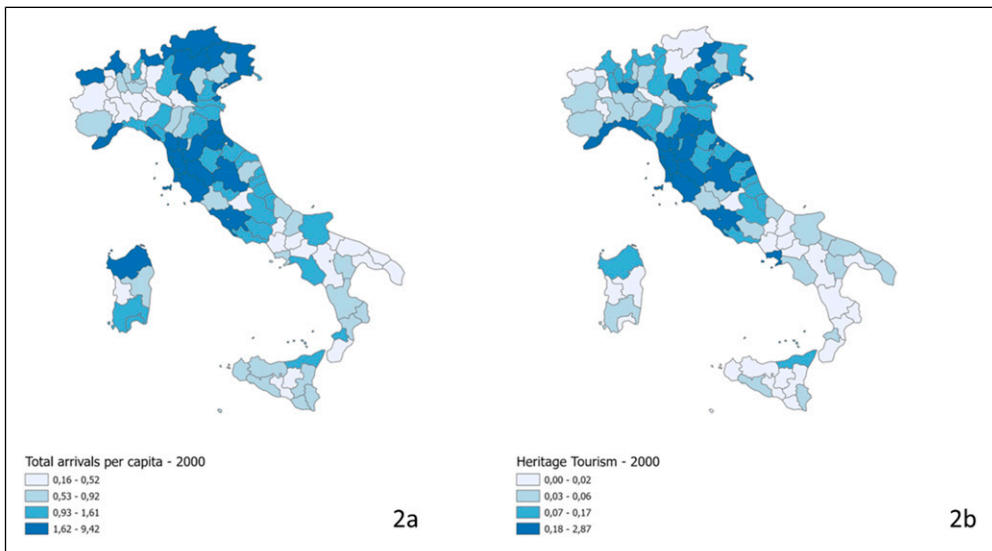 Total arrivals per capita - 2000
0,16 - 0,52
0,53 - 0,92
0,93 - 1,61
1,62 - 9,42
2a
Heritage Tourism - 2000
0,00 - 0,02
0,03 - 0,06
0,07 - 0,17
0,18 - 2,87
2b